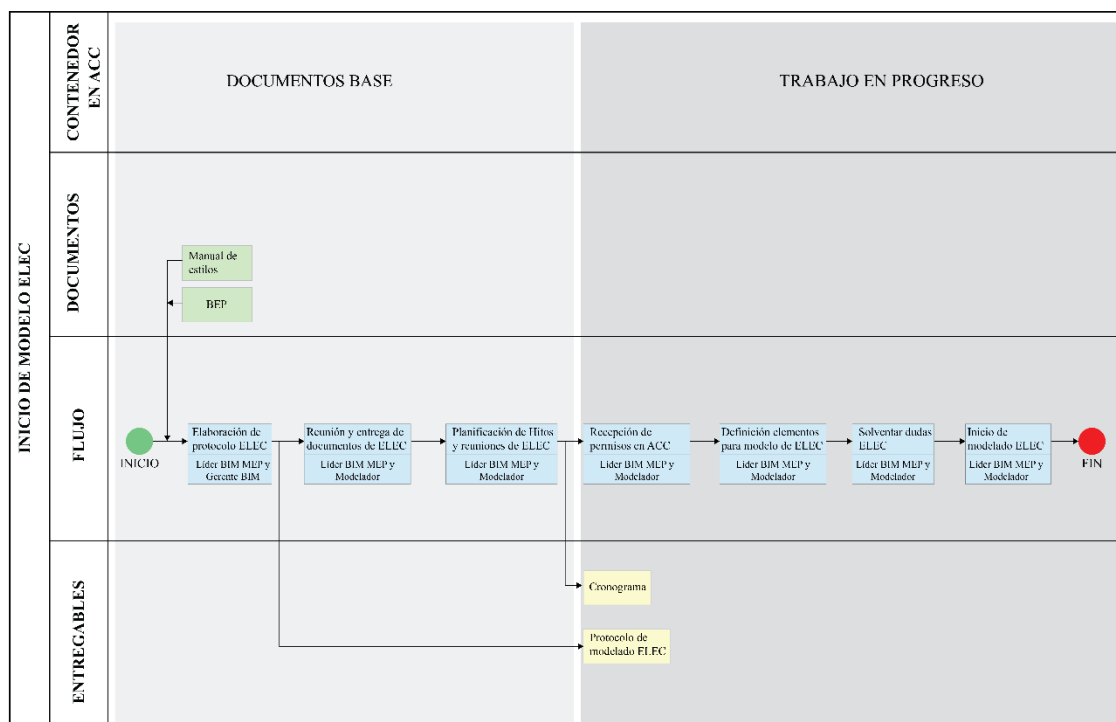 INICIO DE MODELO ELEC
CONTENEDOR
EN ACC
DOCUMENTOS BASE
TRABAJO EN PROGRESO
DOCUMENTOS
Manual de
estilos
BEP
FLUJO
INICIO
Elaboración de
protocolo ELEC
Líder BIM MEP y
Gerente BIM
Reunión y entrega de
documentos de ELEC
Líder BIM MEP y
Modelador
Planificación de Hitos
y reuniones de ELEC
Líder BIM MEP y
Modelador
Recepción de
permisos en ACC
Líder BIM MEP y
Modelador
Definición elementos
para modelo de ELEC
Líder BIM MEP y
Modelador
Solventar dudas
ELEC
Líder BIM MEP y
Modelador
Inicio de
modelado ELEC
Líder BIM MEP y
Modelador
FIN
ENTREGABLES
Cronograma
Protocolo de
modelado ELEC